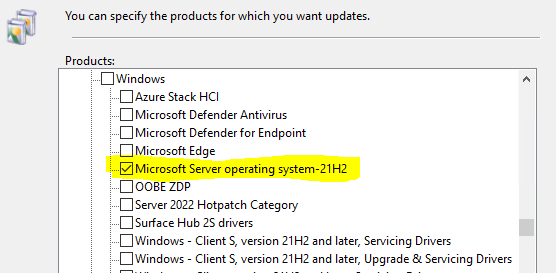 You can specify the products for which you want updates.
Products:
Windows
Azure Stack HCI
Microsoft Defender Antivirus
Microsoft Defender for Endpoint
Microsoft Edge
Microsoft Server operating system-21H2
OOBE ZDP
Server 2022 Hotpatch Category
Surface Hub 2S drivers
Windows - Client S, version 21H2 and later, Servicing Drivers
Windows - Client S, version 21H2 and later, Upgrade & Servicing Drivers